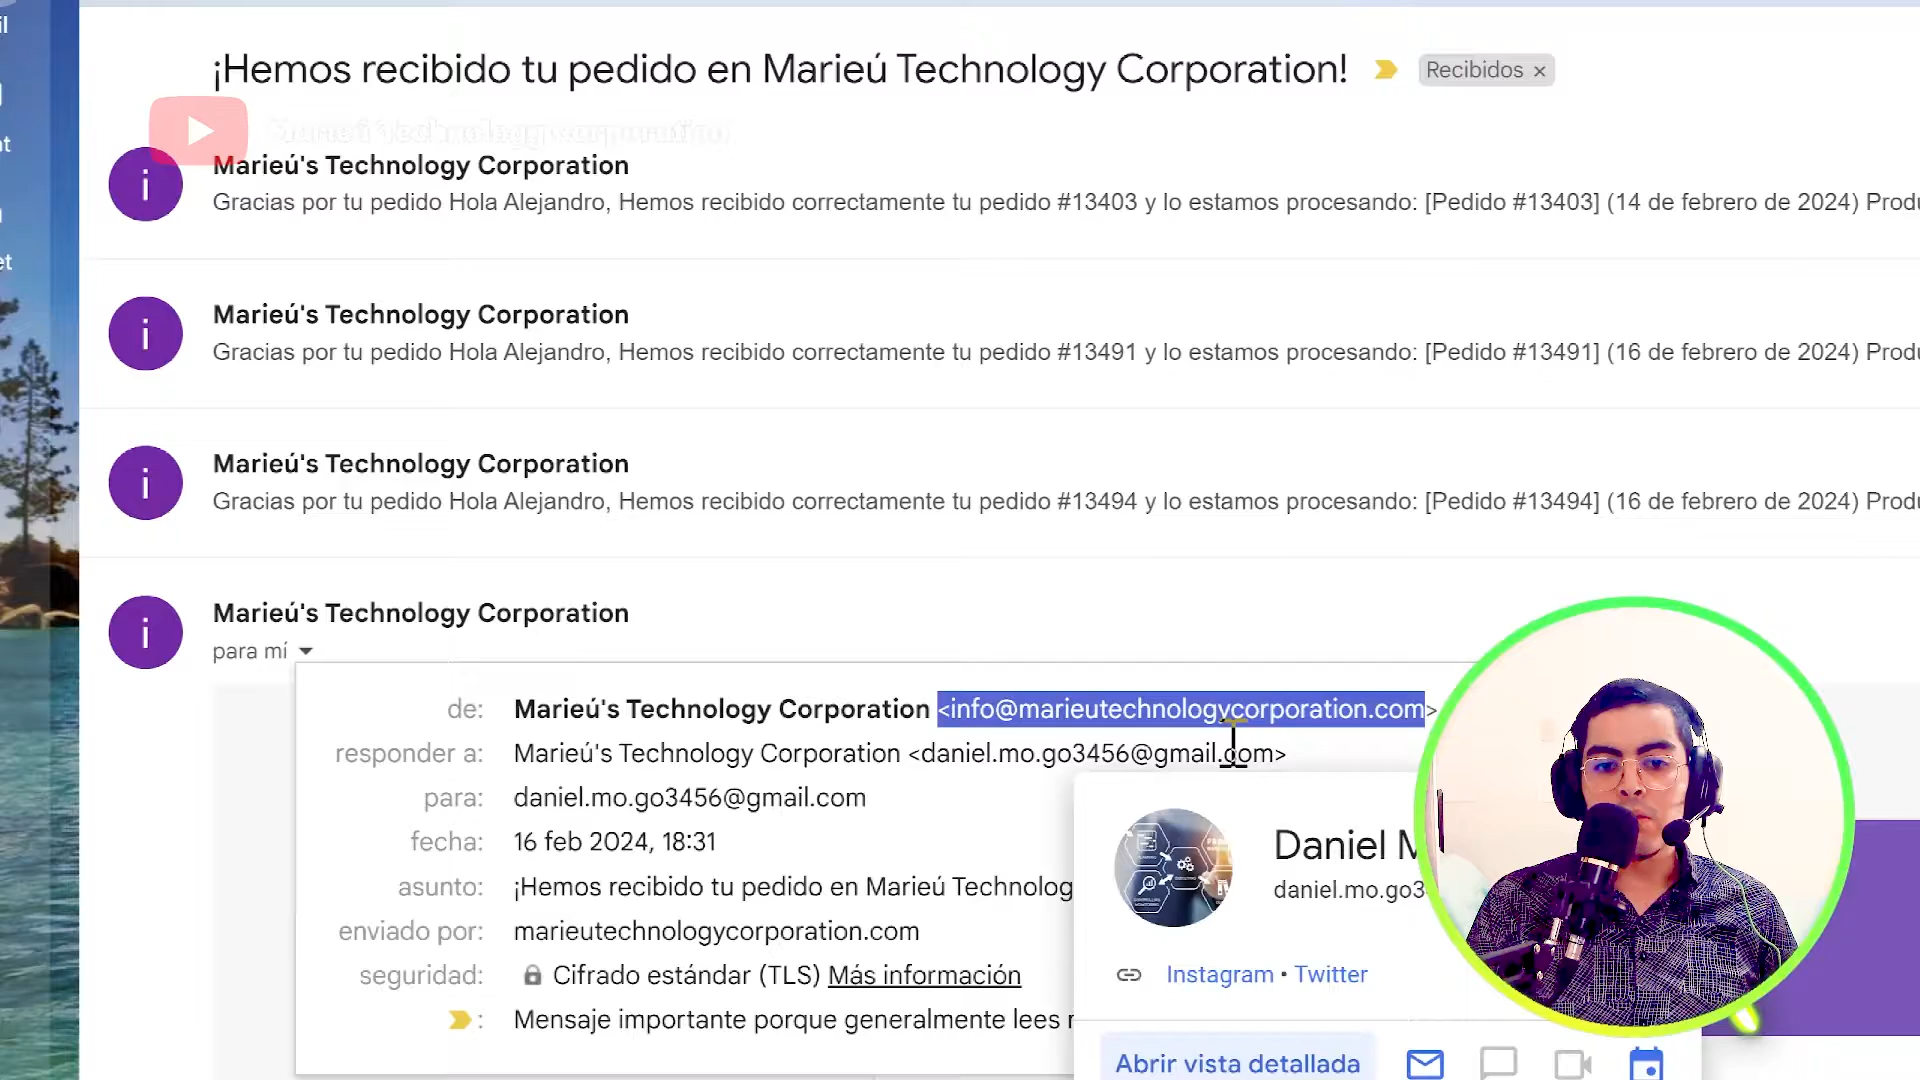 ¡Hemos recibido tu pedido en Marieú Technology Corporation!
Recibidos ×
Marieú Technology Corporation
Marieú's Technology Corporation
Gracias por tu pedido Hola Alejandro, Hemos recibido correctamente tu pedido #13403 y lo estamos procesando: [Pedido #13403] (14 de febrero de 2024) Produ
Marieú's Technology Corporation
Gracias por tu pedido Hola Alejandro, Hemos recibido correctamente tu pedido #13491 y lo estamos procesando: [Pedido #13491] (16 de febrero de 2024) Produ
Marieú's Technology Corporation
Gracias por tu pedido Hola Alejandro, Hemos recibido correctamente tu pedido #13494 y lo estamos procesando: [Pedido #13494] (16 de febrero de 2024) Produ
Marieú's Technology Corporation
para mí
de: Marieú's Technology Corporation <info@marieutechnologycorporation.com>
responder a: Marieú's Technology Corporation <daniel.mo.go3456@gmail.com>
para: daniel.mo.go3456@gmail.com
fecha: 16 feb 2024, 18:31
asunto: ¡Hemos recibido tu pedido en Marieú Technolog
enviado por: marieutechnologycorporation.com
seguridad: Cifrado estándar (TLS) Más información
: Mensaje importante porque generalmente lees
Daniel M
daniel.mo.go3
Instagram • Twitter
Abrir vista detallada